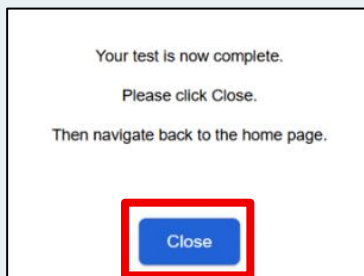 Your test is now complete.
Please click Close.
Then navigate back to the home page.
Close